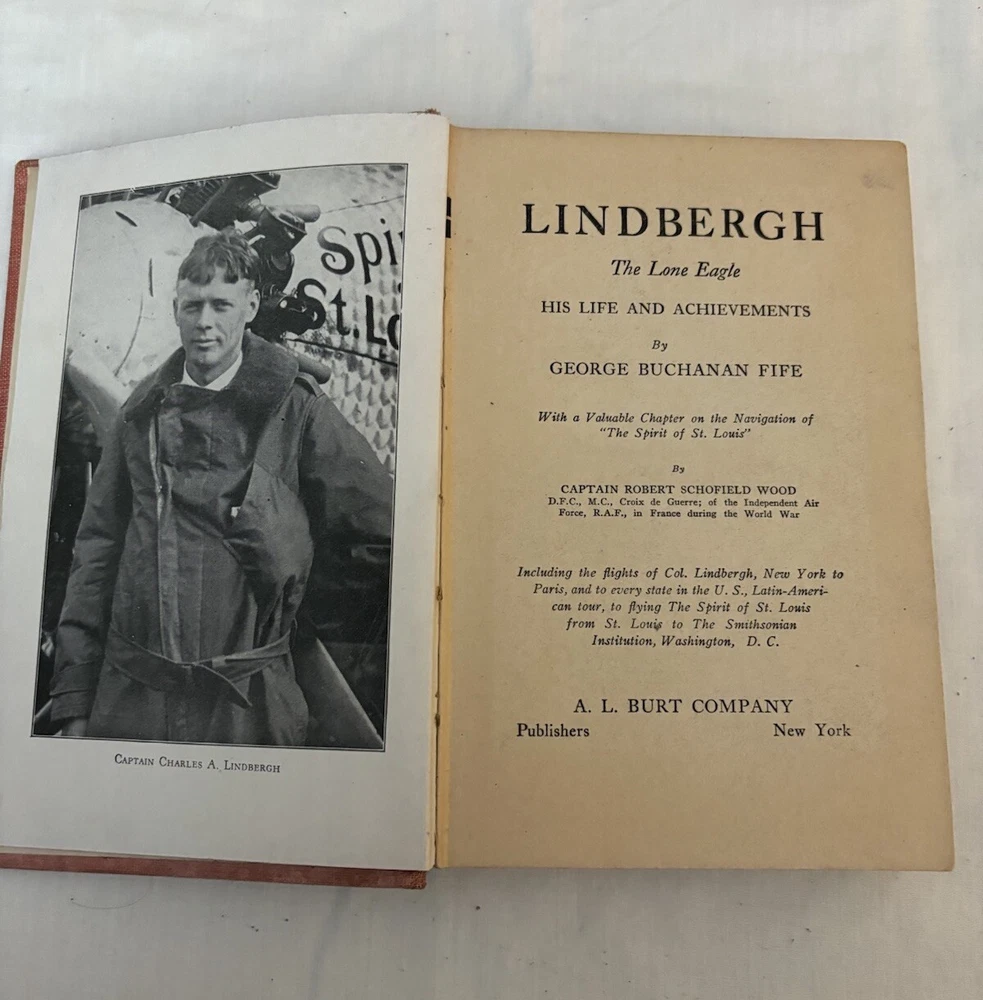 Spi
St. Lo
CAPTAIN CHARLES A. LINDBERGH
LINDBERGH
The Lone Eagle
HIS LIFE AND ACHIEVEMENTS
By
GEORGE BUCHANAN FIFE
With a Valuable Chapter on the Navigation of
"The Spirit of St. Louis"
By
CAPTAIN ROBERT SCHOFIELD WOOD
D.F.C., M.C., Croix de Guerre; of the Independent Air
Force, R.A.F., in France during the World War
Including the flights of Col. Lindbergh, New York to
Paris, and to every state in the U. S., Latin-Ameri-
can tour, to flying The Spirit of St. Louis
from St. Louis to The Smithsonian
Institution, Washington, D. C.
A. L. BURT COMPANY
Publishers New York